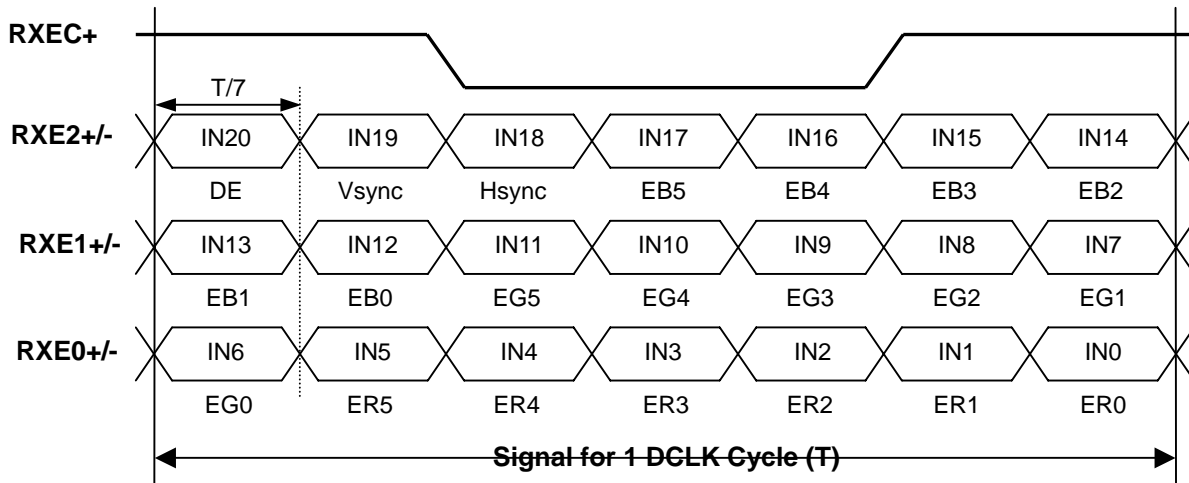 RXEC+
T/7
RXE2+/- IN20 IN19 IN18 IN17 IN16 IN15 IN14
DE Vsync Hsync EB5 EB4 EB3 EB2
RXE1+/- IN13 IN12 IN11 IN10 IN9 IN8 IN7
EB1 EB0 EG5 EG4 EG3 EG2 EG1
RXE0+/- IN6 IN5 IN4 IN3 IN2 IN1 IN0
EG0 ER5 ER4 ER3 ER2 ER1 ER0
Signal for 1 DCLK Cycle (T)